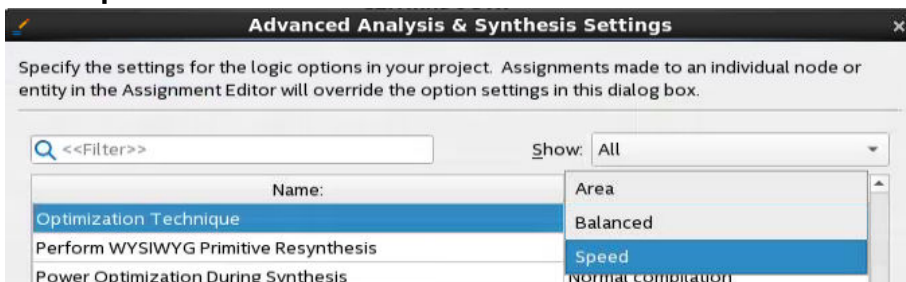 Advanced Analysis & Synthesis Settings
Specify the settings for the logic options in your project. Assignments made to an individual node or
entity in the Assignment Editor will override the option settings in this dialog box.
<<Filter>>
Show: All
Name:
Area
Optimization Technique
Balanced
Perform WYSIWYG Primitive Resynthesis
Speed
Power Optimization During Synthesis
Normal compilation